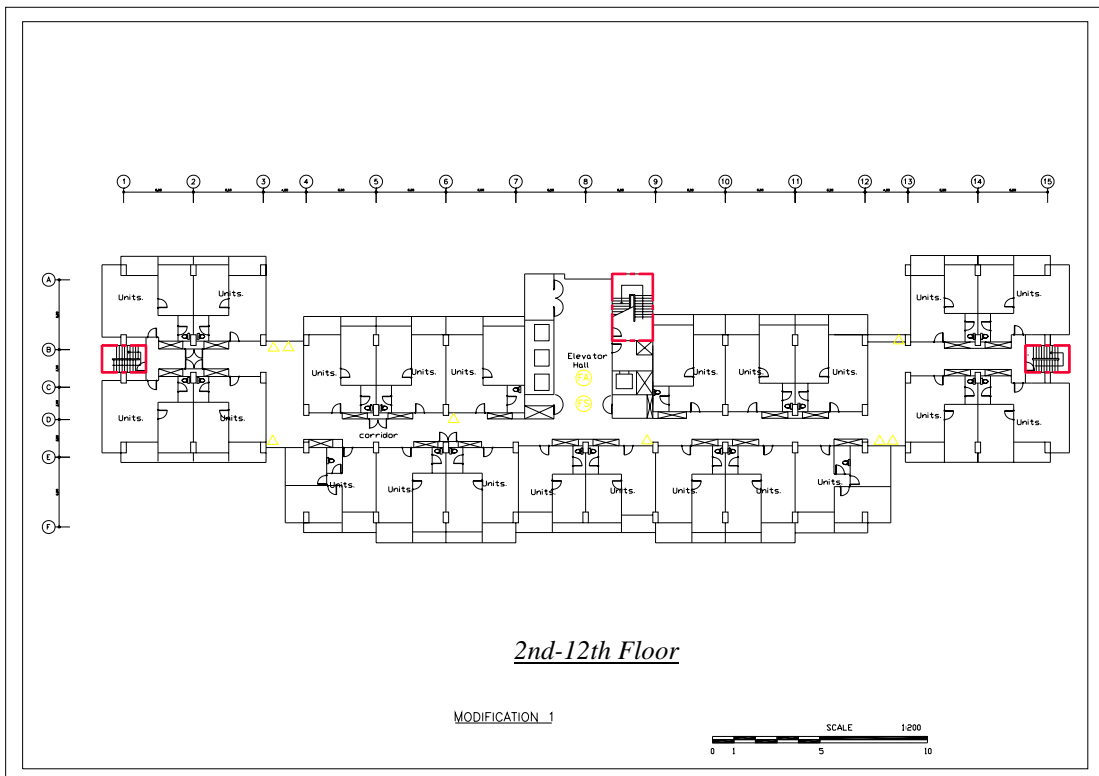 1 2 3 4 5 6 7 8 9 10 11 12 13 14 15
A
Units. Units. Units. Units.
B
Elevator
Hall
Units. Units. Units. Units. Units. Units.
FA
C
FS
D
Units. Units. corridor Units. Units.
E
Units. Units. Units. Units. Units. Units. Units. Units.
F
2nd-12th Floor
MODIFICATION 1
SCALE 1:200
0 1 5 10